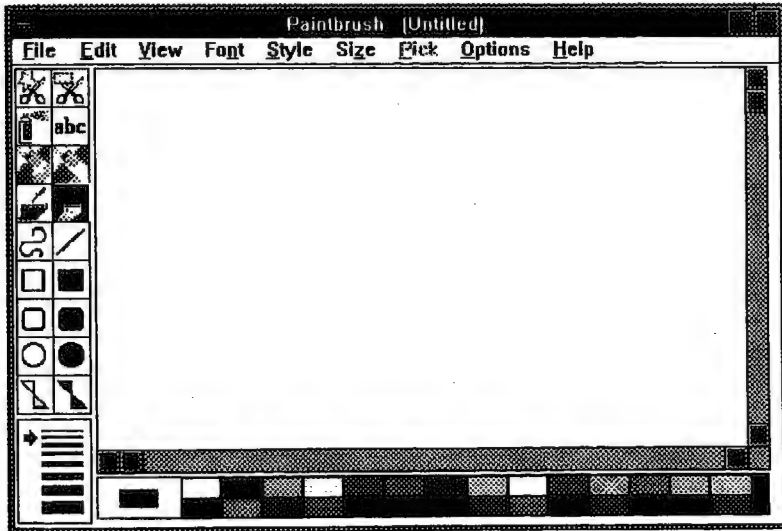 Paintbrush [Untitled]
File Edit View Font Style Size Pick Options Help
abc